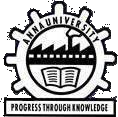 ANNA UNIVERSITY
PROGRESS THROUGH KNOWLEDGE